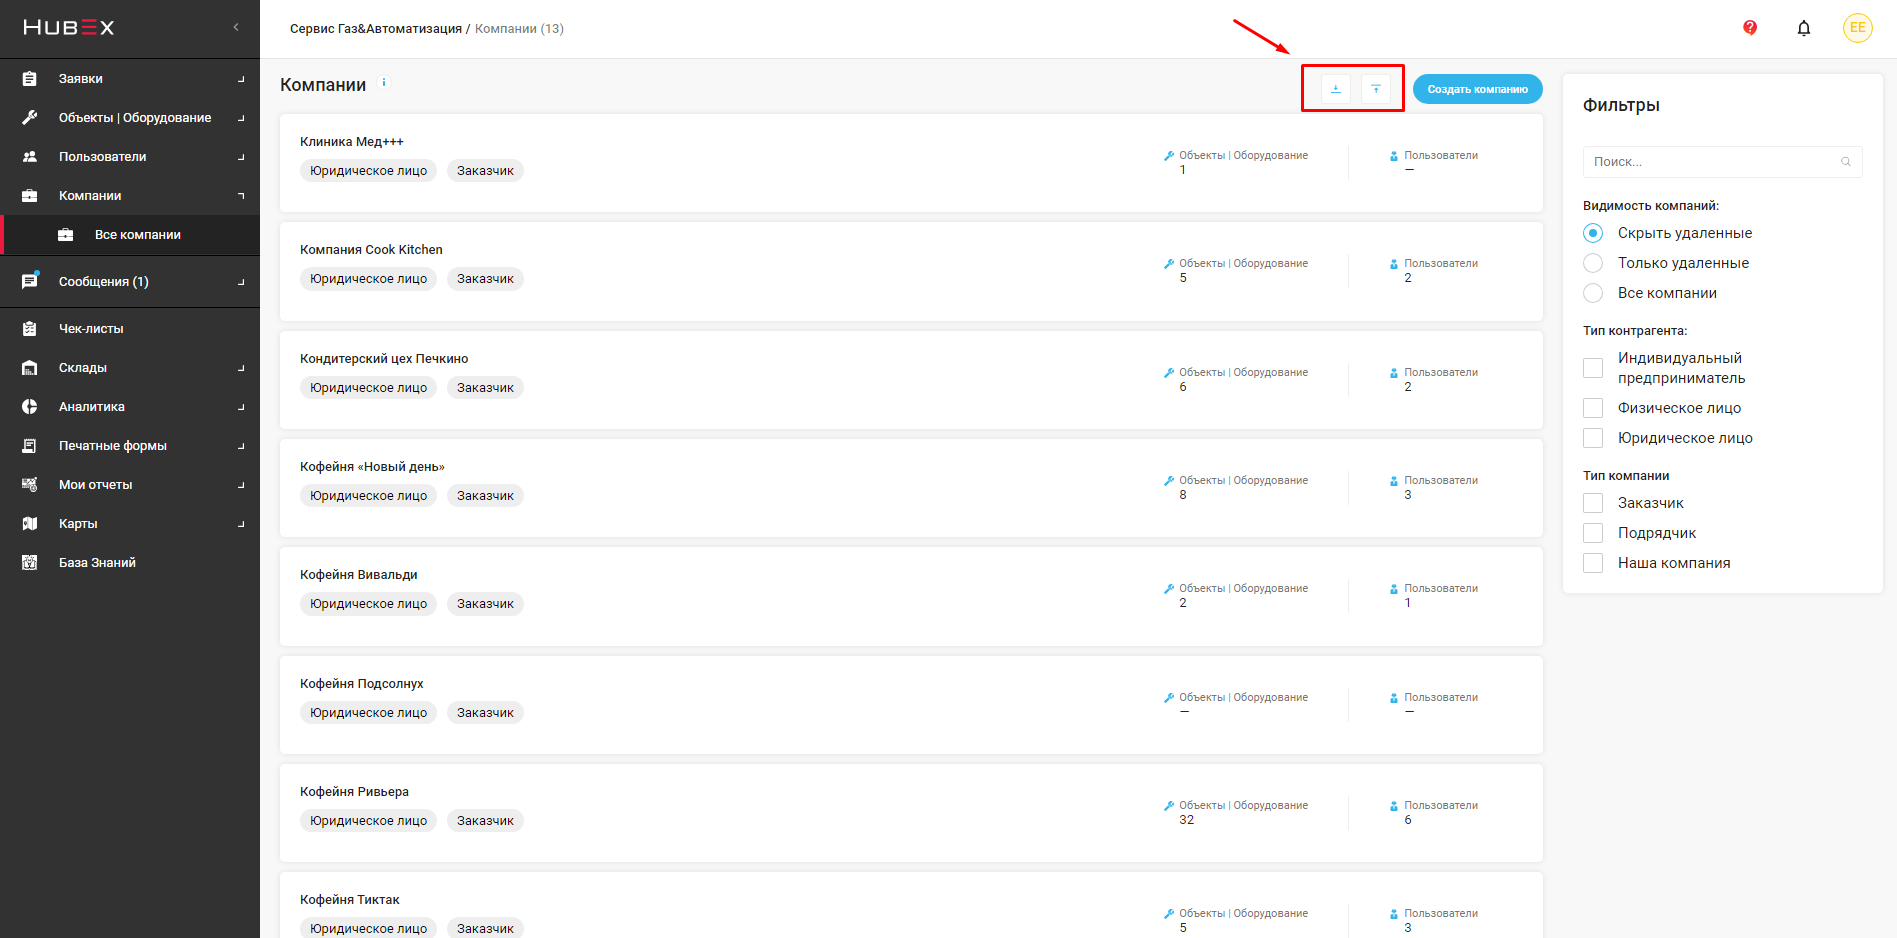 HUBEX
Заявки
Объекты | Оборудование
Пользователи
Компании
Все компании
Сообщения (1)
Чек-листы
Склады
Аналитика
Печатные формы
Мои отчеты
Карты
База Знаний
Сервис Газ&Автоматизация / Компании (13)
EE
Компании
Создать компанию
Клиника Мед+++
Юридическое лицо Заказчик
Объекты | Оборудование
1
Пользователи
—
Компания Cook Kitchen
Юридическое лицо Заказчик
Объекты | Оборудование
5
Пользователи
2
Кондитерский цех Печкино
Юридическое лицо Заказчик
Объекты | Оборудование
6
Пользователи
2
Кофейня «Новый день»
Юридическое лицо Заказчик
Объекты | Оборудование
8
Пользователи
3
Кофейня Вивальди
Юридическое лицо Заказчик
Объекты | Оборудование
2
Пользователи
1
Кофейня Подсолнух
Юридическое лицо Заказчик
Объекты | Оборудование
—
Пользователи
—
Кофейня Ривьера
Юридическое лицо Заказчик
Объекты | Оборудование
32
Пользователи
6
Кофейня Тиктак
Юридическое лицо Заказчик
Объекты | Оборудование
5
Пользователи
3
Фильтры
Поиск...
Видимость компаний:
Скрыть удаленные
Только удаленные
Все компании
Тип контрагента:
Индивидуальный
предприниматель
Физическое лицо
Юридическое лицо
Тип компании
Заказчик
Подрядчик
Наша компания